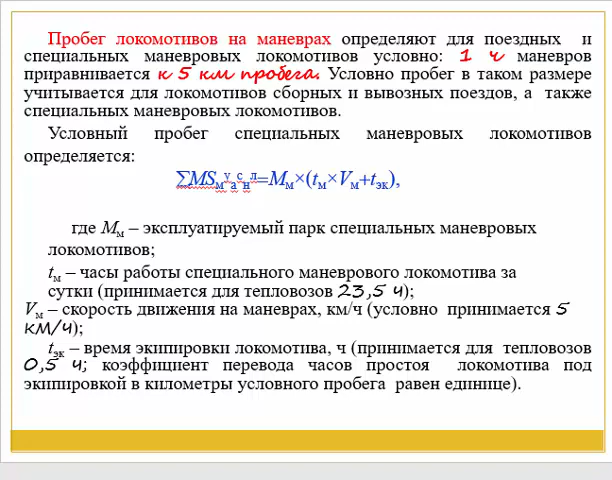 Пробег локомотивов на маневрах определяют для поездных и
специальных маневровых локомотивов условно: 1 ч маневров
приравнивается к 5 км пробега. Условно пробег в таком размере
учитывается для локомотивов сборных и вывозных поездов, а также
специальных маневровых локомотивов.
Условный пробег специальных маневровых локомотивов
определяется:
∑MSмᵞаснл=Mм×(tм×Vм+tэк),
где Mм – эксплуатируемый парк специальных маневровых
локомотивов;
tм – часы работы специального маневрового локомотива за
сутки (принимается для тепловозов 23,5 ч);
Vм – скорость движения на маневрах, км/ч (условно принимается 5
км/ч);
tэк – время экипировки локомотива, ч (принимается для тепловозов
0,5 ч; коэффициент перевода часов простоя локомотива под
экипировкой в километры условного пробега равен единице).